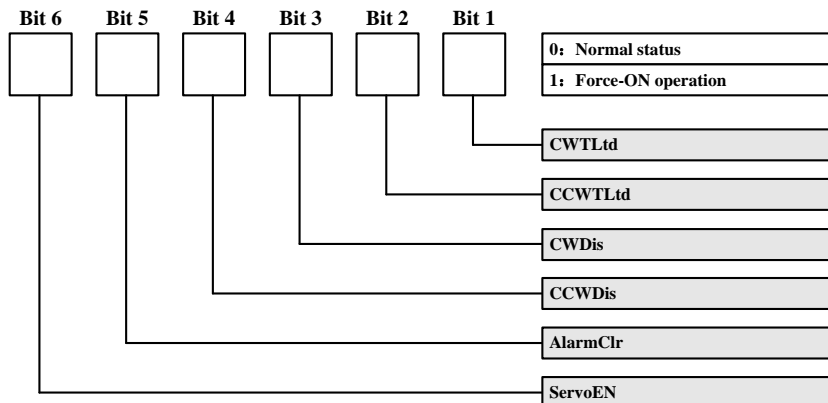 Bit 6 Bit 5 Bit 4 Bit 3 Bit 2 Bit 1
0：Normal status
1：Force-ON operation
CWTLtd
CCWTLtd
CWDis
CCWDis
AlarmClr
ServoEN